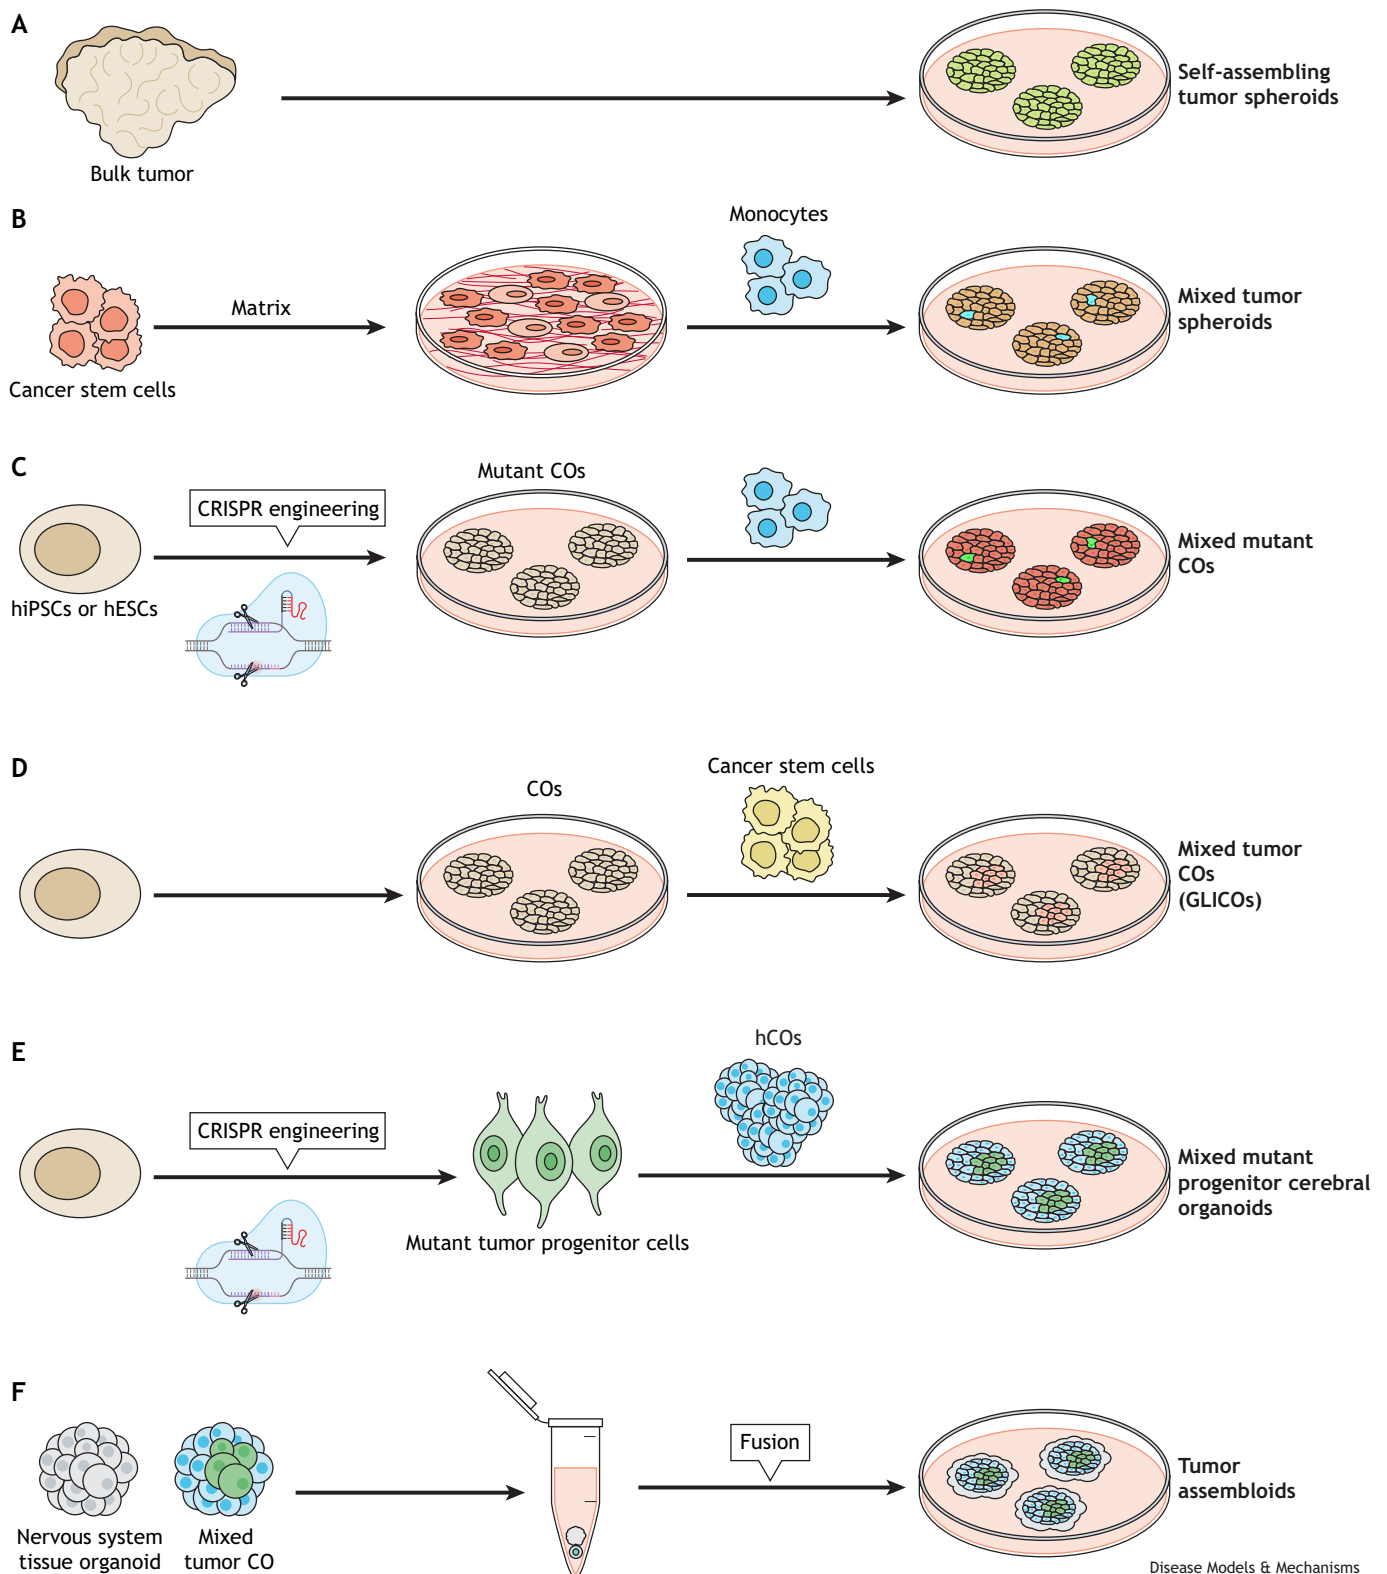 A
Bulk tumor
Self-assembling
tumor spheroids
B
Cancer stem cells
Matrix
Monocytes
Mixed tumor
spheroids
C
hiPSCs or hESCs
CRISPR engineering
Mutant COs
Mixed mutant
COs
D
COs
Cancer stem cells
Mixed tumor
COs
(GLICOs)
E
CRISPR engineering
Mutant tumor progenitor cells
hCOs
Mixed mutant
progenitor cerebral
organoids
F
Nervous system
tissue organoid
Mixed
tumor CO
Fusion
Tumor
assembloids
Disease Models & Mechanisms